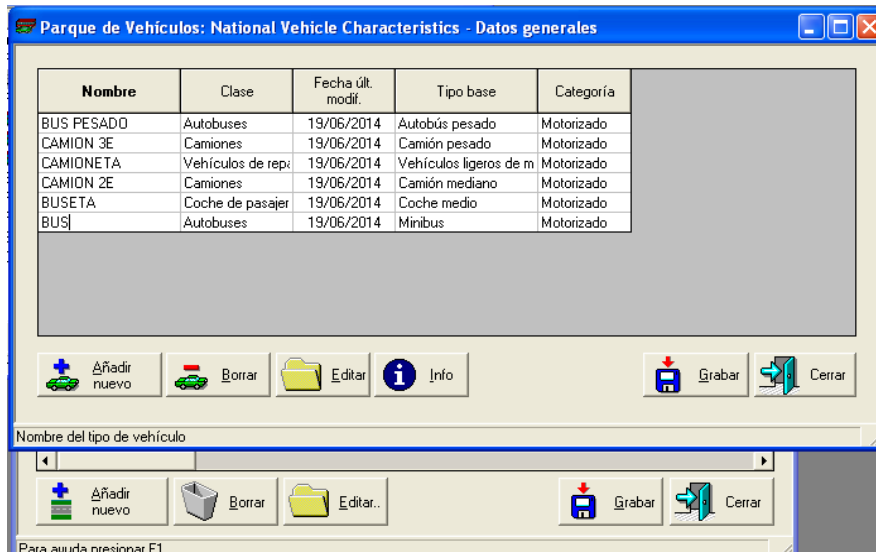 Parque de Vehículos: National Vehicle Characteristics - Datos generales
Nombre Clase Fecha últ. modif. Tipo base Categoría
BUS PESADO Autobuses 19/06/2014 Autobús pesado Motorizado
CAMION 3E Camiones 19/06/2014 Camión pesado Motorizado
CAMIONETA Vehículos de repa 19/06/2014 Vehículos ligeros de m Motorizado
CAMION 2E Camiones 19/06/2014 Camión mediano Motorizado
BUSETA Coche de pasajer 19/06/2014 Coche medio Motorizado
BUS Autobuses 19/06/2014 Minibus Motorizado
Añadir nuevo Borrar Editar Info Grabar Cerrar
Nombre del tipo de vehículo
Añadir nuevo Borrar Editar.. Grabar Cerrar
Para ayuda presionar F1